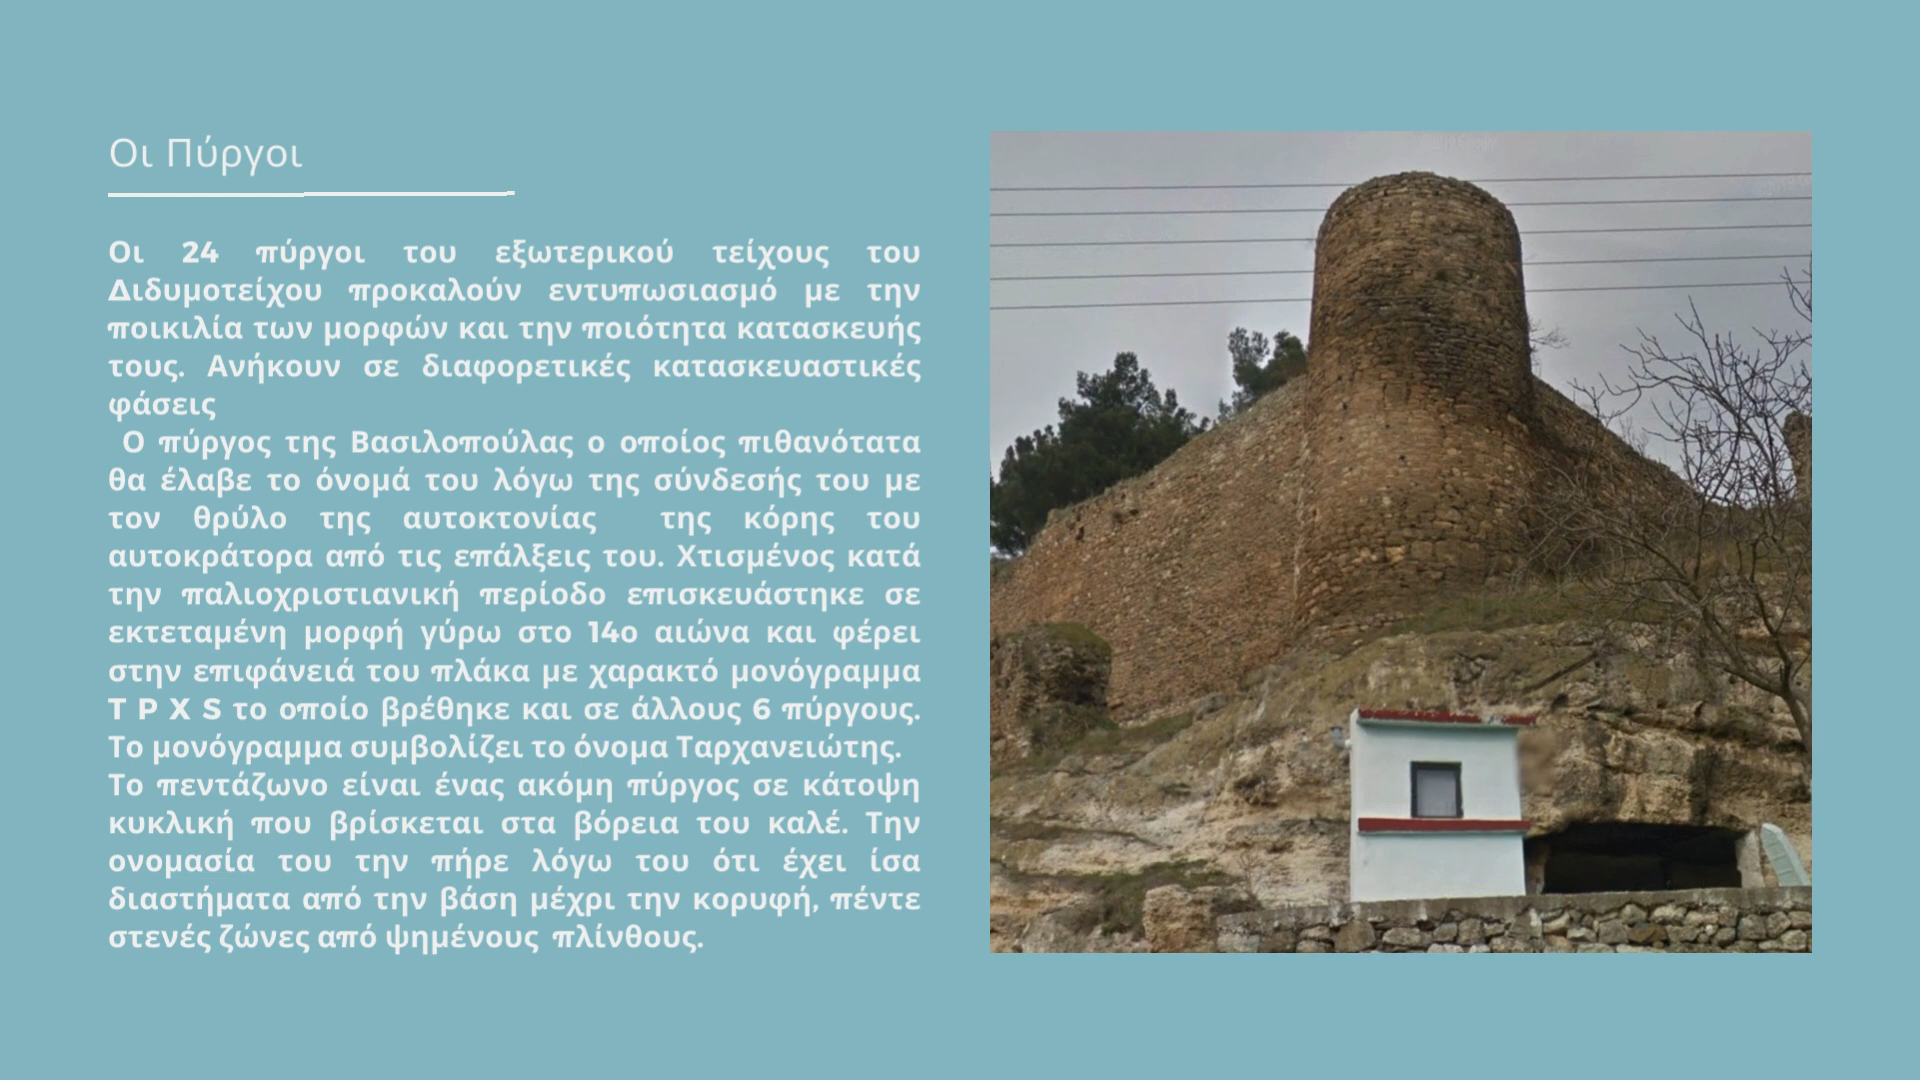 Οι Πύργοι
Οι 24 πύργοι του εξωτερικού τείχους του
Διδυμοτείχου προκαλούν εντυπωσιασμό με την
ποικιλία των μορφών και την ποιότητα κατασκευής
τους. Ανήκουν σε διαφορετικές κατασκευαστικές
φάσεις
Ο πύργος της Βασιλοπούλας ο οποίος πιθανότατα
θα έλαβε το όνομά του λόγω της σύνδεσής του με
τον θρύλο της αυτοκτονίας της κόρης του
αυτοκράτορα από τις επάλξεις του. Χτισμένος κατά
την παλιοχριστιανική περίοδο επισκευάστηκε σε
εκτεταμένη μορφή γύρω στο 14ο αιώνα και φέρει
στην επιφάνειά του πλάκα με χαρακτό μονόγραμμα
T P X S το οποίο βρέθηκε και σε άλλους 6 πύργους.
Το μονόγραμμα συμβολίζει το όνομα Ταρχανειώτης.
Το πεντάζωνο είναι ένας ακόμη πύργος σε κάτοψη
κυκλική που βρίσκεται στα βόρεια του καλέ. Την
ονομασία του την πήρε λόγω του ότι έχει ίσα
διαστήματα από την βάση μέχρι την κορυφή, πέντε
στενές ζώνες από ψημένους πλίνθους.